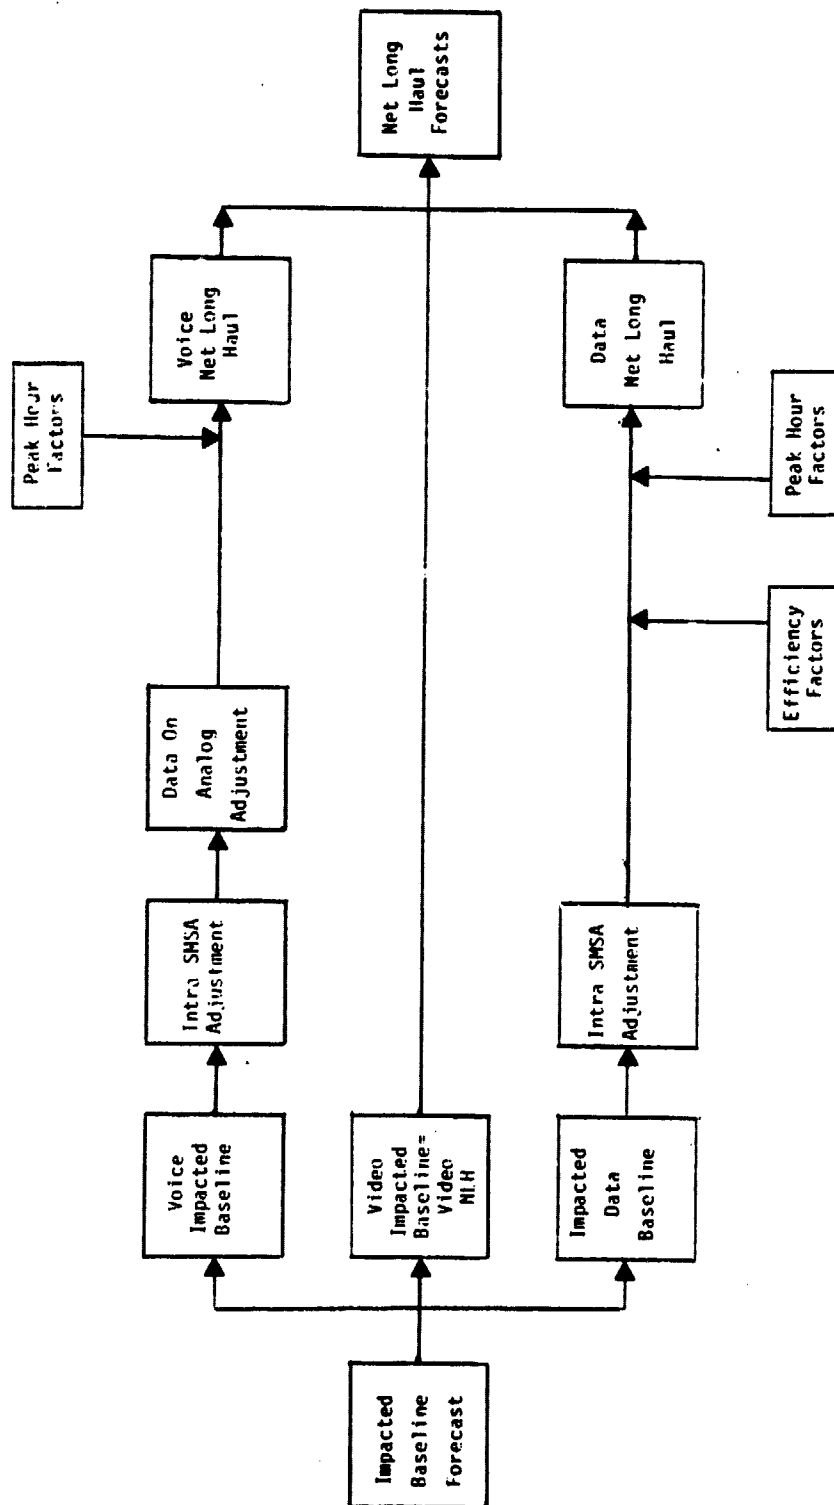 Impacted
Baseline
Forecast
Voice
Impacted
Baseline
Intra SMSA
Adjustment
Data On
Analog
Adjustment
Peak Hour
Factors
Voice
Net Long
Haul
Video
Impacted
Baseline=
Video
NLH
Net Long
Haul
Forecasts
Impacted
Data
Baseline
Intra SMSA
Adjustment
Efficiency
Factors
Peak Hour
Factors
Data
Net Long
Haul